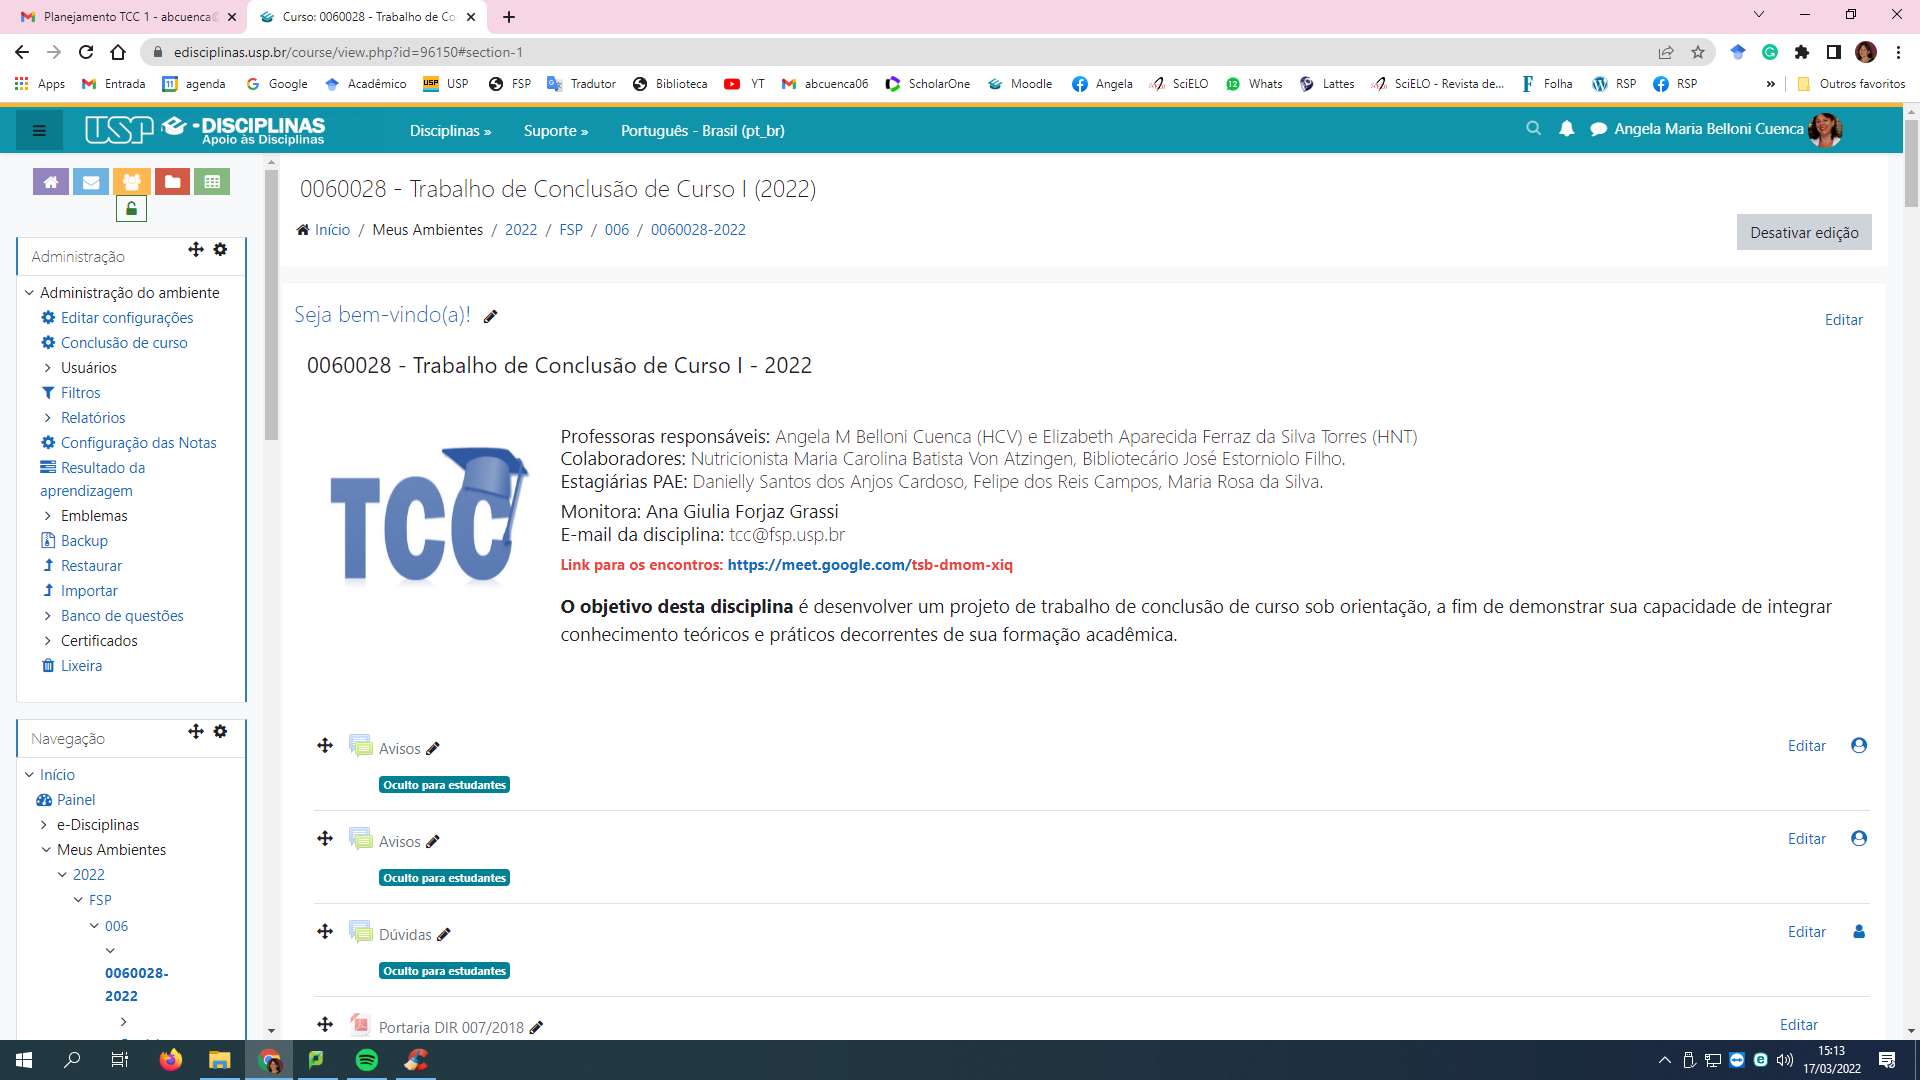 Planejamento TCC 1 - abcuenca@
Curso: 0060028 - Trabalho de Co
edisciplinas.usp.br/course/view.php?id=96150#section-1
Apps Entrada agenda Google Acadêmico USP FSP Tradutor Biblioteca YT abcuenca06 ScholarOne Moodle Angela SciELO Whats Lattes SciELO - Revista de... Folha RSP RSP » Outros favoritos
USP e-DISCIPLINAS
Apoio às Disciplinas
Disciplinas » Suporte » Português - Brasil (pt_br)
Angela Maria Belloni Cuenca
0060028 - Trabalho de Conclusão de Curso I (2022)
Início / Meus Ambientes / 2022 / FSP / 006 / 0060028-2022
Desativar edição
Administração
Administração do ambiente
Editar configurações
Conclusão de curso
Usuários
Filtros
Relatórios
Configuração das Notas
Resultado da
aprendizagem
Emblemas
Backup
Restaurar
Importar
Banco de questões
Certificados
Lixeira
Navegação
Início
Painel
e-Disciplinas
Meus Ambientes
2022
FSP
006
0060028-
2022
Seja bem-vindo(a)!
Editar
0060028 - Trabalho de Conclusão de Curso I - 2022
TCC
Professoras responsáveis: Angela M Belloni Cuenca (HCV) e Elizabeth Aparecida Ferraz da Silva Torres (HNT)
Colaboradores: Nutricionista Maria Carolina Batista Von Atzingen, Bibliotecário José Estorniolo Filho.
Estagiárias PAE: Danielly Santos dos Anjos Cardoso, Felipe dos Reis Campos, Maria Rosa da Silva.
Monitora: Ana Giulia Forjaz Grassi
E-mail da disciplina: tcc@fsp.usp.br
Link para os encontros: https://meet.google.com/tsb-dmom-xiq
O objetivo desta disciplina é desenvolver um projeto de trabalho de conclusão de curso sob orientação, a fim de demonstrar sua capacidade de integrar
conhecimento teóricos e práticos decorrentes de sua formação acadêmica.
Avisos
Editar
Oculto para estudantes
Avisos
Editar
Oculto para estudantes
Dúvidas
Editar
Oculto para estudantes
Portaria DIR 007/2018
Editar
15:13
17/03/2022